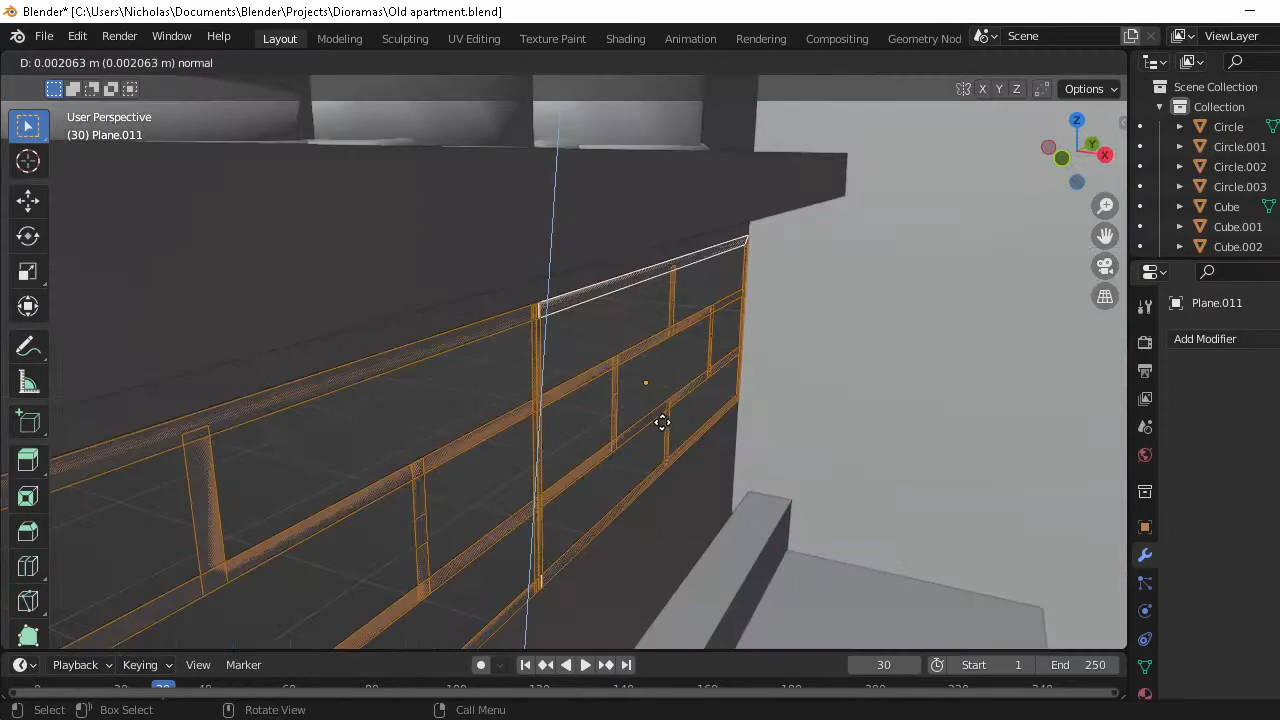 Blender* [C:\Users\Nicholas\Documents\Blender\Projects\Dioramas\Old apartment.blend]
File Edit Render Window Help Layout Modeling Sculpting UV Editing Texture Paint Shading Animation Rendering Compositing Geometry Nod Scene ViewLayer
D: 0.002063 m (0.002063 m) normal
X Y Z Options
User Perspective
(30) Plane.011
Z
Y
X
Scene Collection
Collection
Circle
Circle.001
Circle.002
Circle.003
Cube
Cube.001
Cube.002
Plane.011
Add Modifier
Playback Keying View Marker 30 Start 1 End 250
Select Box Select Rotate View Call Menu